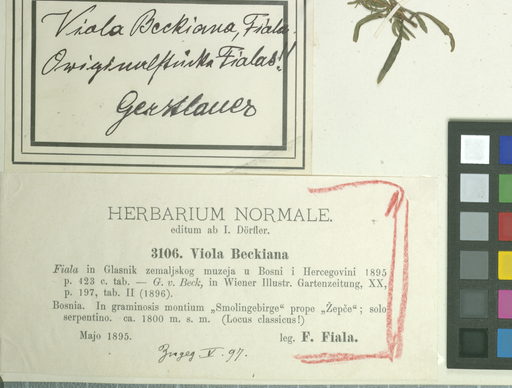 Viola Beckiana, Fiala.
Originalstücke Fialas!!
Gerstlauer
HERBARIUM NORMALE.
editum ab I. Dörfler.
3106. Viola Beckiana
Fiala in Glasnik zemaljskog muzeja u Bosni i Hercegovini 1895
p. 423 c. tab. — G. v. Beck, in Wiener Illustr. Gartenzeitung, XX,
p. 197, tab. II (1896).
Bosnia. In graminosis montium „Smolingebirge“ prope „Žepče“; solo
serpentino. ca. 1800 m. s. m. (Locus classicus!)
Majo 1895. leg. F. Fiala.
V. 97.